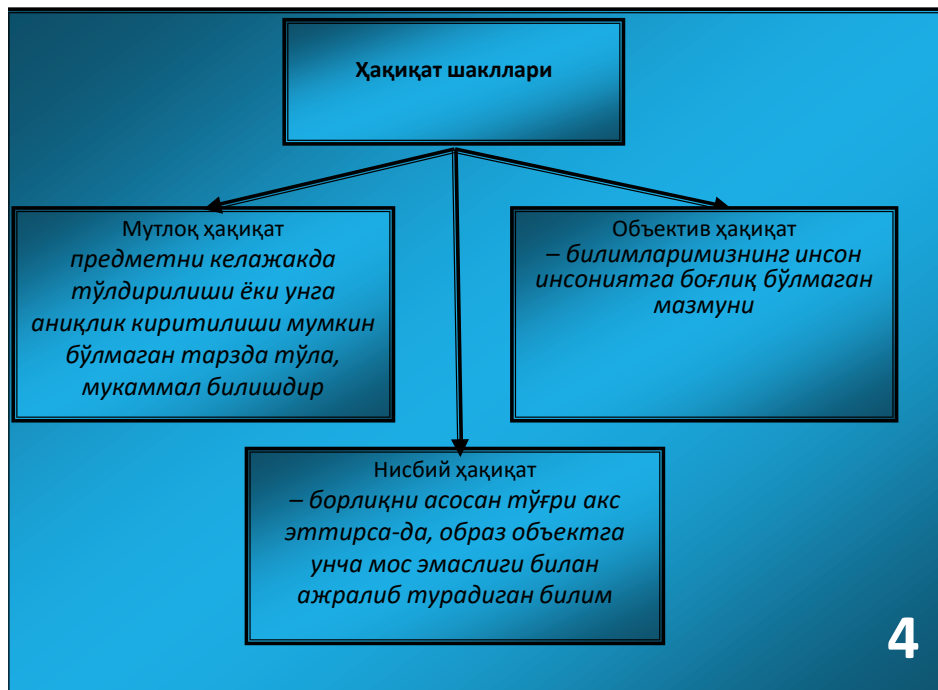 Ҳақиқат шакллари
Мутлоқ ҳақиқат
предметни келажакда
тўлдирилиши ёки унга
аниқлик киритилиши мумкин
бўлмаган тарзда тўла,
мукаммал билишдир
Объектив ҳақиқат
– билимларимизнинг инсон
инсониятга боғлиқ бўлмаган
мазмуни
Нисбий ҳақиқат
– борлиқни асосан тўғри акс
эттирса-да, образ объектга
унча мос эмаслиги билан
ажралиб турадиган билим
4